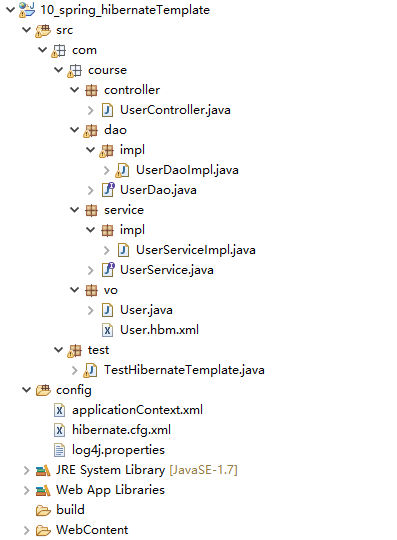 10_spring_hibernateTemplate
src
com
course
controller
UserController.java
dao
impl
UserDaoImpl.java
UserDao.java
service
impl
UserServiceImpl.java
UserService.java
vo
User.java
User.hbm.xml
test
TestHibernateTemplate.java
config
applicationContext.xml
hibernate.cfg.xml
log4j.properties
JRE System Library [JavaSE-1.7]
Web App Libraries
build
WebContent